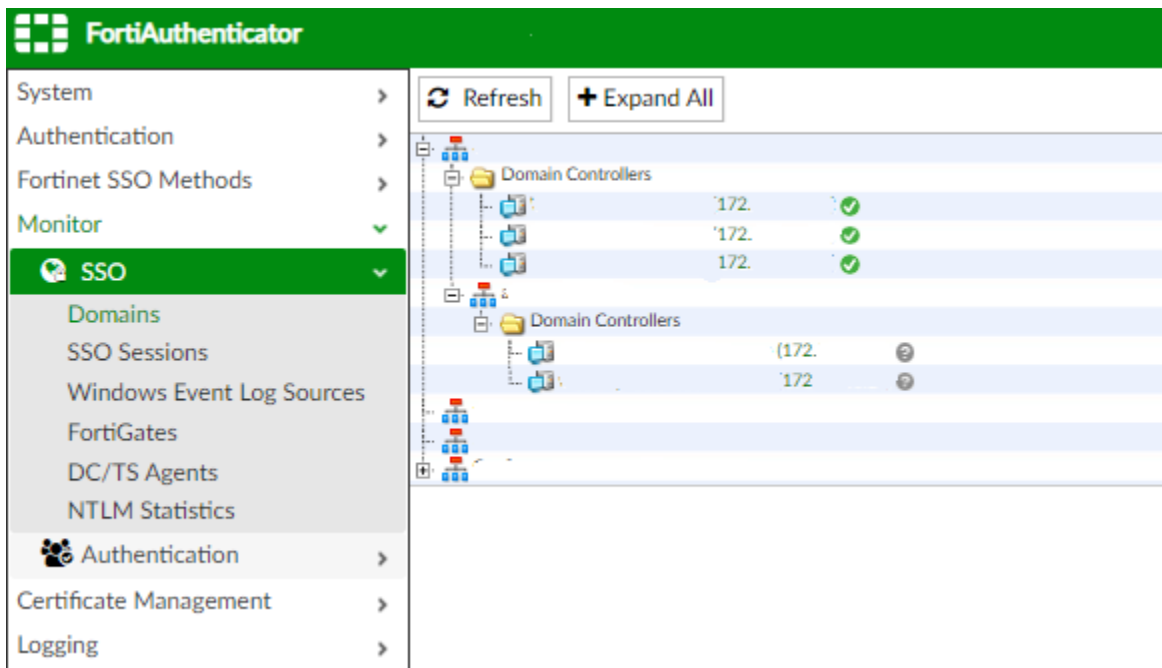 FortiAuthenticator
System
Authentication
Fortinet SSO Methods
Monitor
SSO
Domains
SSO Sessions
Windows Event Log Sources
FortiGates
DC/TS Agents
NTLM Statistics
Authentication
Certificate Management
Logging
Refresh
Expand All
Domain Controllers
172.
172.
172.
Domain Controllers
(172.
172